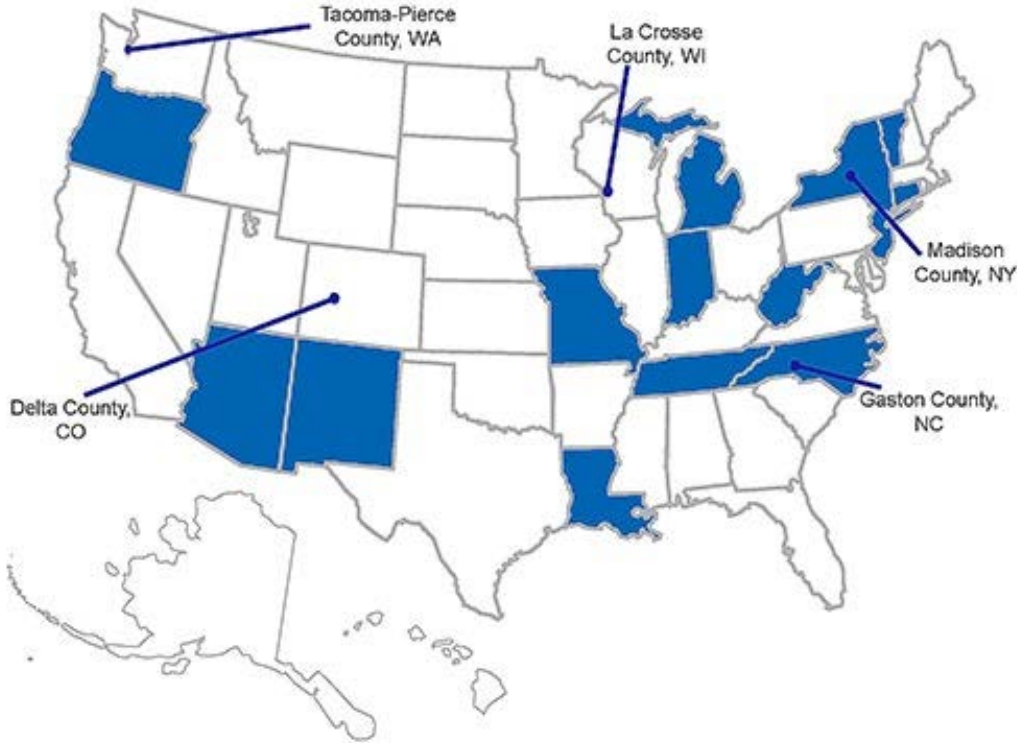 Tacoma-Pierce
County, WA
La Crosse
County, WI
Madison
County, NY
Delta County,
CO
Gaston County,
NC